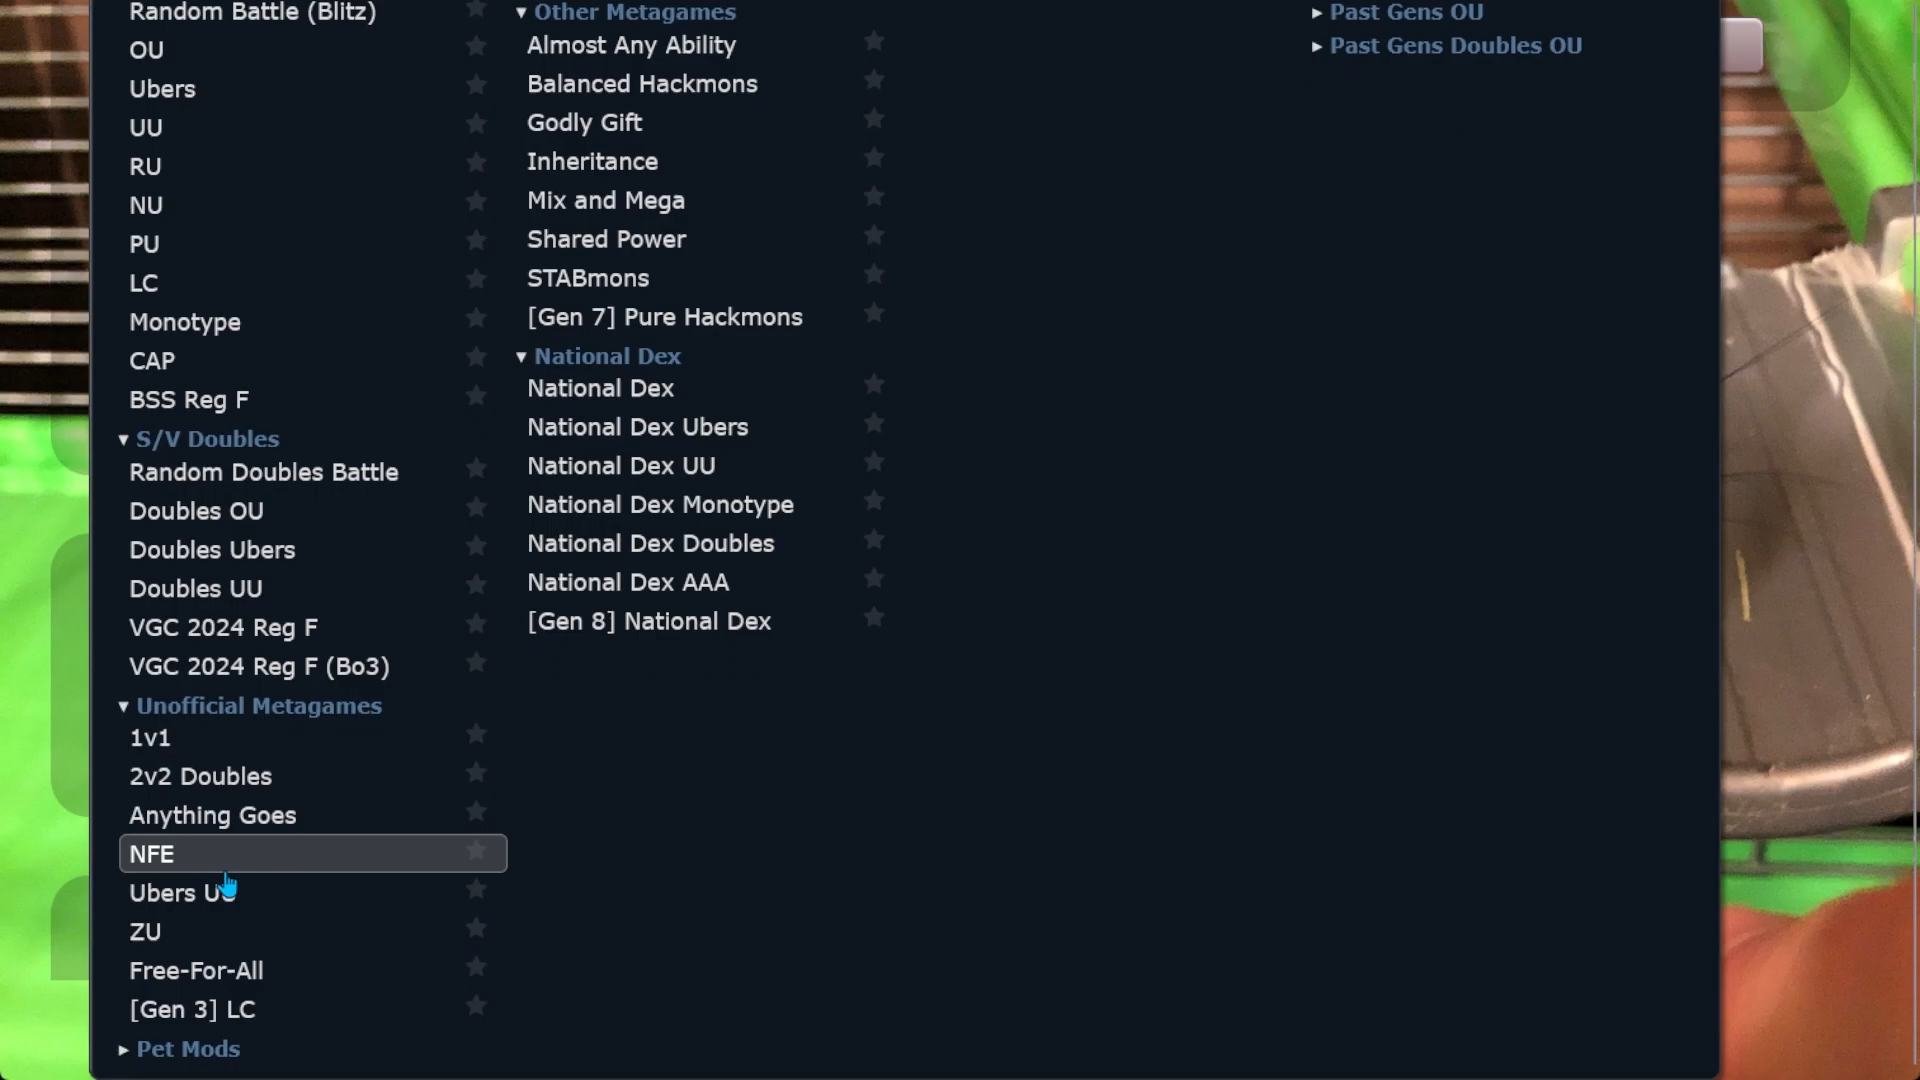 Random Battle (Blitz)
OU
Ubers
UU
RU
NU
PU
LC
Monotype
CAP
BSS Reg F
▼ S/V Doubles
Random Doubles Battle
Doubles OU
Doubles Ubers
Doubles UU
VGC 2024 Reg F
VGC 2024 Reg F (Bo3)
▼ Unofficial Metagames
1v1
2v2 Doubles
Anything Goes
NFE
Ubers UU
ZU
Free-For-All
[Gen 3] LC
► Pet Mods
▼ Other Metagames
Almost Any Ability
Balanced Hackmons
Godly Gift
Inheritance
Mix and Mega
Shared Power
STABmons
[Gen 7] Pure Hackmons
▼ National Dex
National Dex
National Dex Ubers
National Dex UU
National Dex Monotype
National Dex Doubles
National Dex AAA
[Gen 8] National Dex
► Past Gens OU
► Past Gens Doubles OU